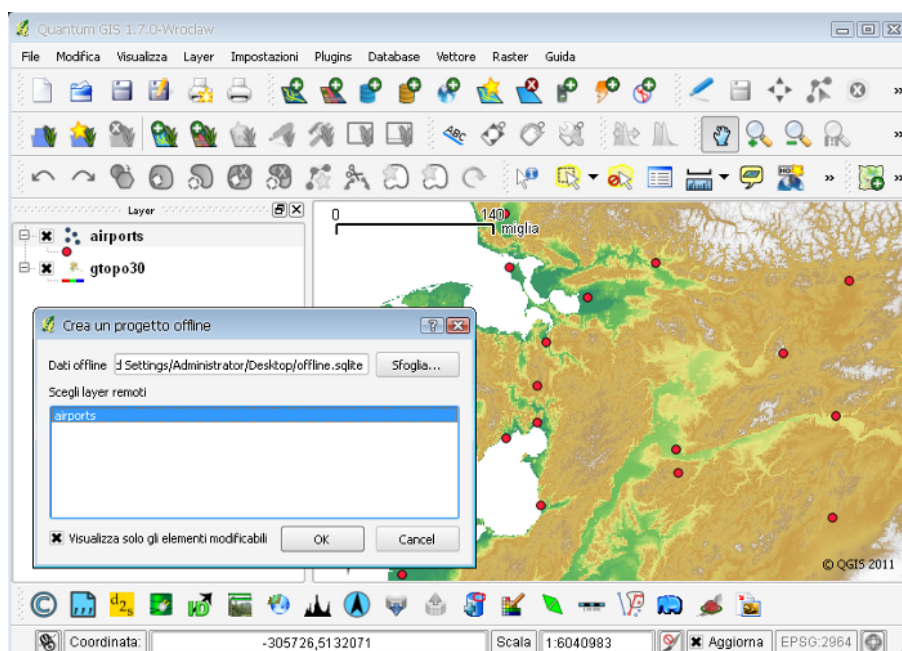 Quantum GIS 1.7.0-Wroclaw
File Modifica Visualizza Layer Impostazioni Plugins Database Vettore Raster Guida
ABC
Layer
airports
gtopo30
0 140
miglia
Crea un progetto offline
Dati offline d Settings/Administrator/Desktop/offline.sqlite Sfoglia...
Scegli layer remoti
airports
Visualizza solo gli elementi modificabili OK Cancel
© QGIS 2011
d2s
Coordinata: -305726,5132071 Scala 1:6040983 Aggiorna EPSG:2964